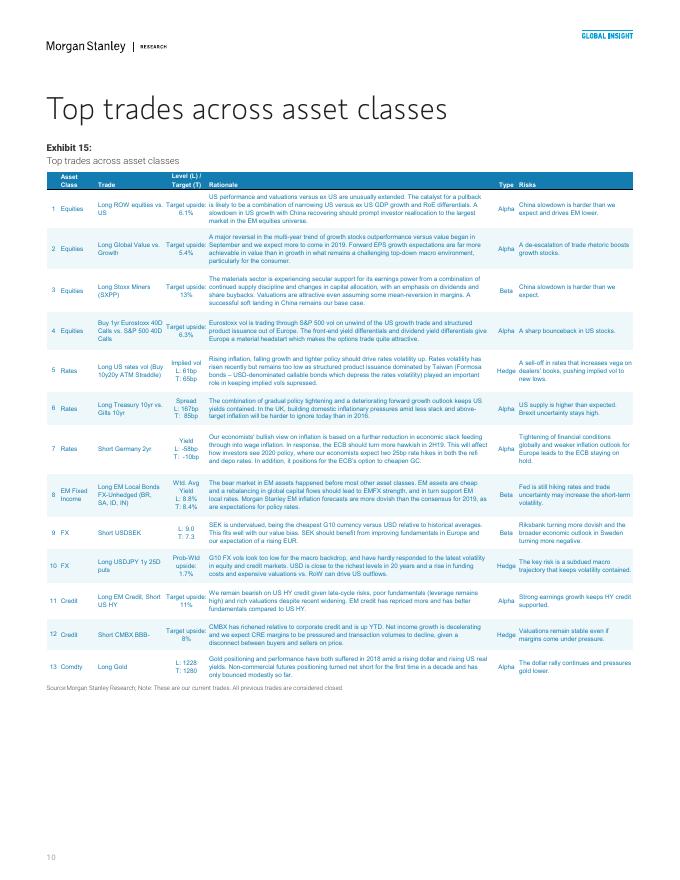 GLOBAL INSIGHT
Morgan Stanley | RESEARCH
Top trades across asset classes
Exhibit 15:
Top trades across asset classes
Asset Class Trade Level (L) / Target (T) Rationale Type Risks
1 Equities Long ROW equities vs. US Target upside: 6.1% US performance and valuations versus ex US are unusually extended. The catalyst for a pullback is likely to be a combination of narrowing US versus ex US GDP growth and RoE differentials. A slowdown in US growth with China recovering should prompt investor reallocation to the largest market in the EM equities universe. Alpha China slowdown is harder than we expect and drives EM lower.
2 Equities Long Global Value vs. Growth Target upside: 5.4% A major reversal in the multi-year trend of growth stocks outperformance versus value began in September and we expect more to come in 2019. Forward EPS growth expectations are far more achievable in value than in growth in what remains a challenging top-down macro environment, particularly for the consumer. Alpha A de-escalation of trade rhetoric boosts growth stocks.
3 Equities Long Stoxx Miners (SXPP) Target upside: 13% The materials sector is experiencing secular support for its earnings power from a combination of continued supply discipline and changes in capital allocation, with an emphasis on dividends and share buybacks. Valuations are attractive even assuming some mean-reversion in margins. A successful soft landing in China remains our base case. Beta China slowdown is harder than we expect.
4 Equities Buy 1yr Eurostoxx 40D Calls vs. S&P 500 40D Calls Target upside: 6.3% Eurostoxx vol is trading through S&P 500 vol on unwind of the US growth trade and structured product issuance out of Europe. The front-end yield differentials and dividend yield differentials give Europe a material headstart which makes the options trade quite attractive. Alpha A sharp bounceback in US stocks.
5 Rates Long US rates vol (Buy 10y20y ATM Straddle) Implied vol L: 61bp T: 65bp Rising inflation, falling growth and tighter policy should drive rates volatility up. Rates volatility has risen recently but remains too low as structured product issuance dominated by Taiwan (Formosa bonds – USD-denominated callable bonds which depress the rates volatility) played an important role in keeping implied vols supressed. Hedge A sell-off in rates that increases vega on dealers' books, pushing implied vol to new lows.
6 Rates Long Treasury 10yr vs. Gilts 10yr Spread L: 167bp T: 85bp The combination of gradual policy tightening and a deteriorating forward growth outlook keeps US yields contained. In the UK, building domestic inflationary pressures amid less slack and above-target inflation will be harder to ignore than in 2016. Alpha US supply is higher than expected. Brexit uncertainty stays high.
7 Rates Short Germany 2yr Yield L: -58bp T: -10bp Our economists' bullish view on inflation is based on a further reduction in economic slack feeding through into wage inflation. In response, the ECB should turn more hawkish in 2H19. This will affect how investors see 2020 policy, where our economists expect two 25bp rate hikes in both the refi and depo rates. In addition, it positions for the ECB's option to cheapen GC. Alpha Tightening of financial conditions globally and weaker inflation outlook for Europe leads to the ECB staying on hold.
8 EM Fixed Income Long EM Local Bonds FX-Unhedged (BR, SA, ID, IN) Wtd. Avg Yield L: 8.8% T: 8.4% The bear market in EM assets happened before most other asset classes. EM assets are cheap and a rebalancing in global capital flows should lead to EMFX strength, and in turn support EM local rates. Morgan Stanley EM inflation forecasts are more dovish than the consensus for 2019, as are expectations for policy rates. Beta Fed is still hiking rates and trade uncertainty may increase the short-term volatility.
9 FX Short USDSEK L: 9.0 T: 7.3 SEK is undervalued, being the cheapest G10 currency versus USD relative to historical averages. This fits well with our value bias. SEK should benefit from improving fundamentals in Europe and our expectation of a rising EUR. Beta Riksbank turning more dovish and the broader economic outlook in Sweden turning more negative.
10 FX Long USDJPY 1y 25D puts Prob-Wtd upside: 1.7% G10 FX vols look too low for the macro backdrop, and have hardly responded to the latest volatility in equity and credit markets. USD is close to the richest levels in 20 years and a rise in funding costs and expensive valuations vs. RoW can drive US outflows. Hedge The key risk is a subdued macro trajectory that keeps volatility contained.
11 Credit Long EM Credit, Short US HY Target upside: 11% We remain bearish on US HY credit given late-cycle risks, poor fundamentals (leverage remains high) and rich valuations despite recent widening. EM credit has repriced more and has better fundamentals compared to US HY. Alpha Strong earnings growth keeps HY credit supported.
12 Credit Short CMBX BBB- Target upside: 8% CMBX has richened relative to corporate credit and is up YTD. Net income growth is decelerating and we expect CRE margins to be pressured and transaction volumes to decline, given a disconnect between buyers and sellers on price. Hedge Valuations remain stable even if margins come under pressure.
13 Comdty Long Gold L: 1228 T: 1280 Gold positioning and performance have both suffered in 2018 amid a rising dollar and rising US real yields. Non-commercial futures positioning turned net short for the first time in a decade and has only bounced modestly so far. Alpha The dollar rally continues and pressures gold lower.
Source:Morgan Stanley Research; Note: These are our current trades. All previous trades are considered closed.
10